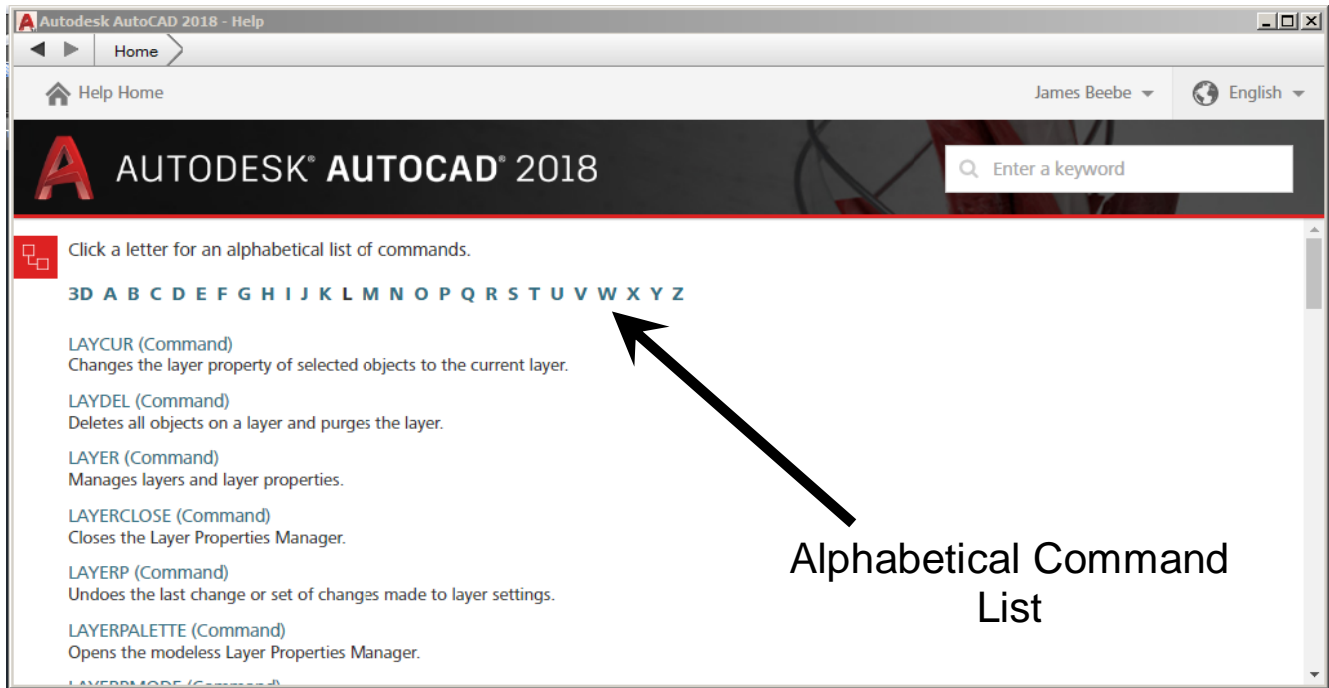 Autodesk AutoCAD 2018 - Help
Home
Help Home
James Beebe
English
AUTODESK® AUTOCAD® 2018
Enter a keyword
Click a letter for an alphabetical list of commands.
3D A B C D E F G H I J K L M N O P Q R S T U V W X Y Z
LAYCUR (Command)
Changes the layer property of selected objects to the current layer.
LAYDEL (Command)
Deletes all objects on a layer and purges the layer.
LAYER (Command)
Manages layers and layer properties.
LAYERCLOSE (Command)
Closes the Layer Properties Manager.
LAYERP (Command)
Undoes the last change or set of changes made to layer settings.
LAYERPALETTE (Command)
Opens the modeless Layer Properties Manager.
LAYERPMODE (Command)
Alphabetical Command
List